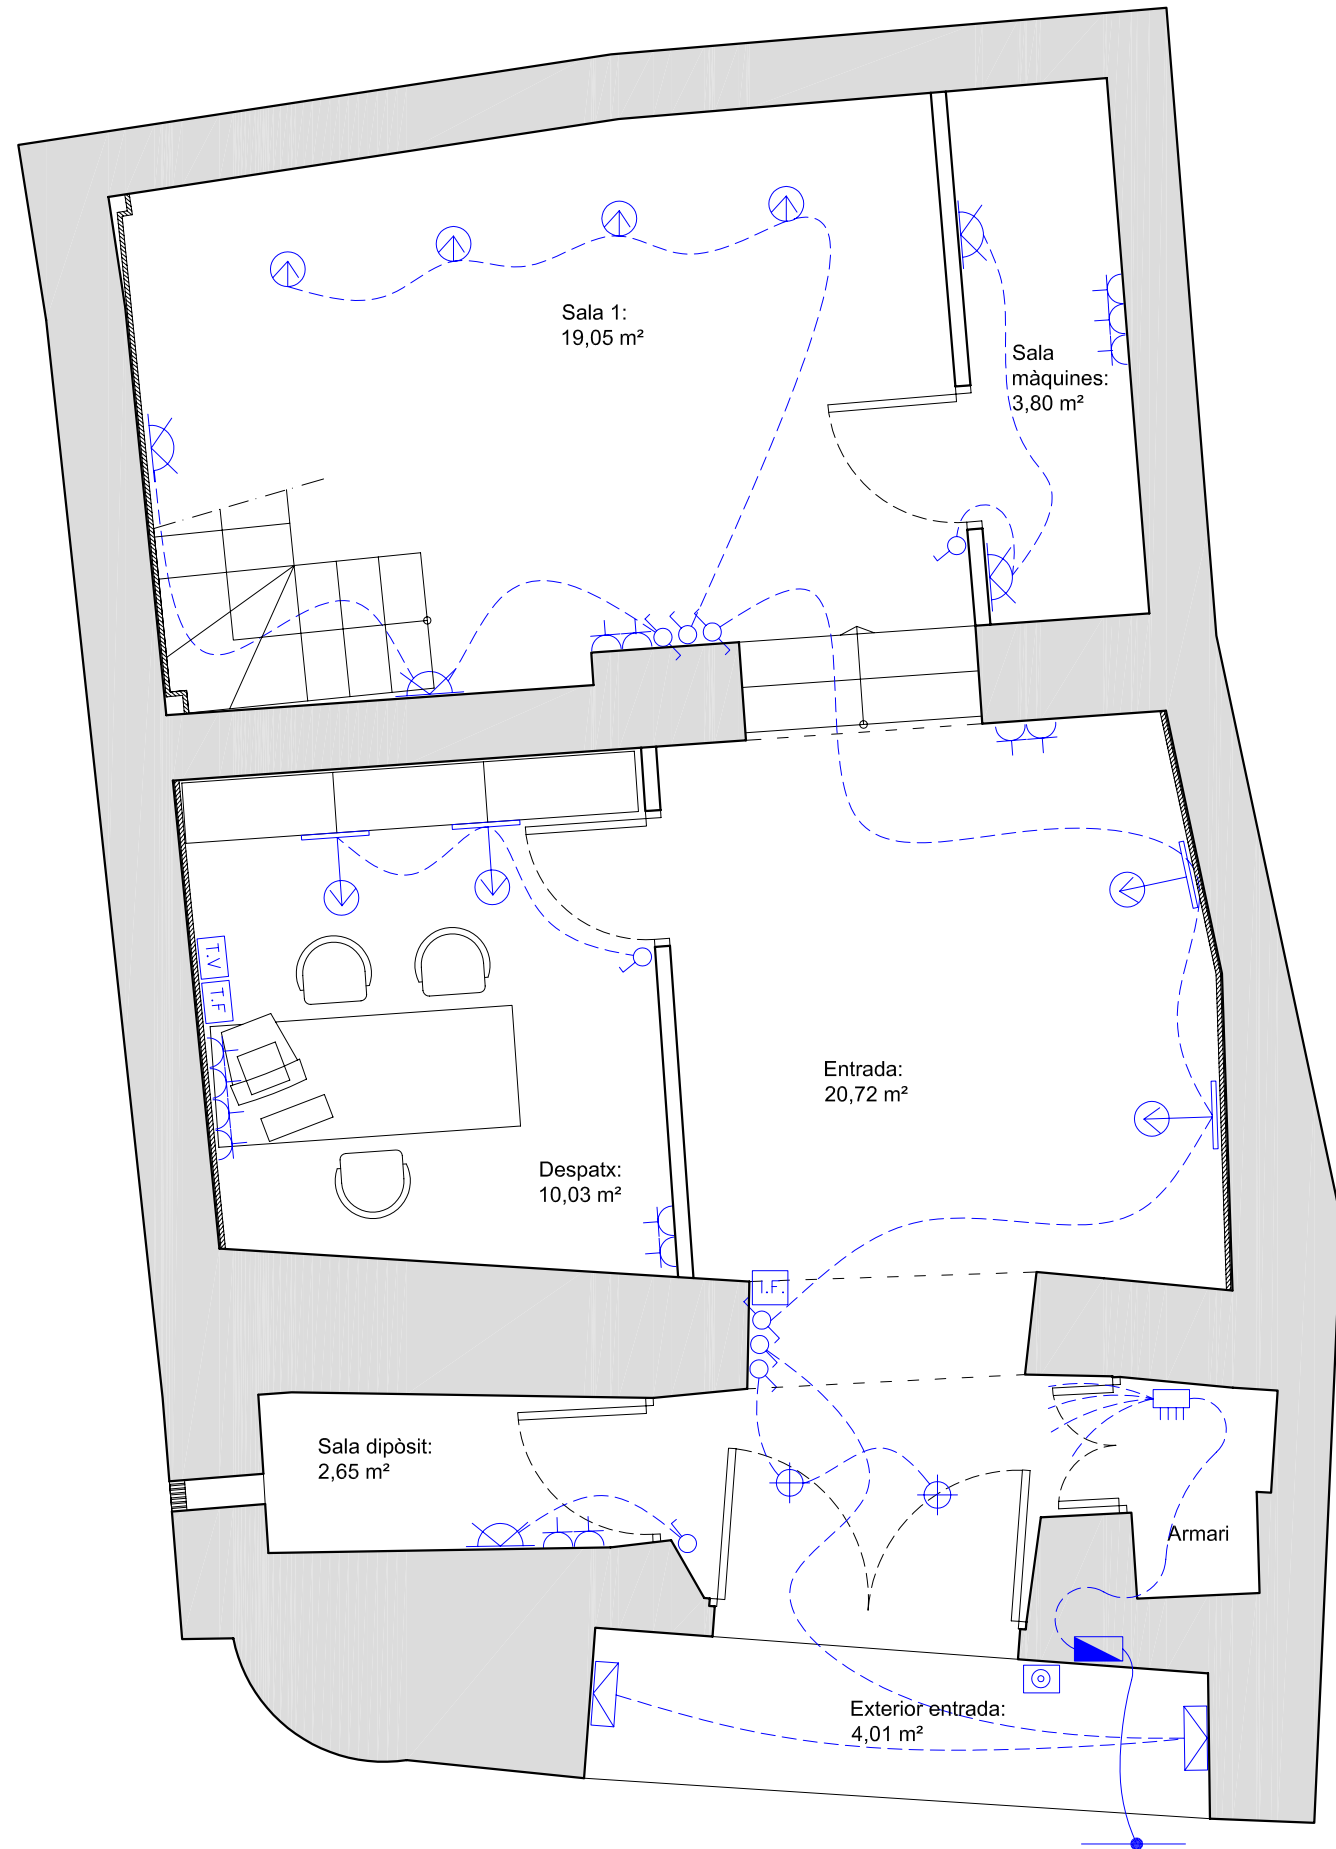 Sala 1:
19,05 m²
Sala
màquines:
3,80 m²
T.V
T.F
Entrada:
20,72 m²
Despatx:
10,03 m²
T.F.
Sala dipòsit:
2,65 m²
Armari
Exterior entrada:
4,01 m²